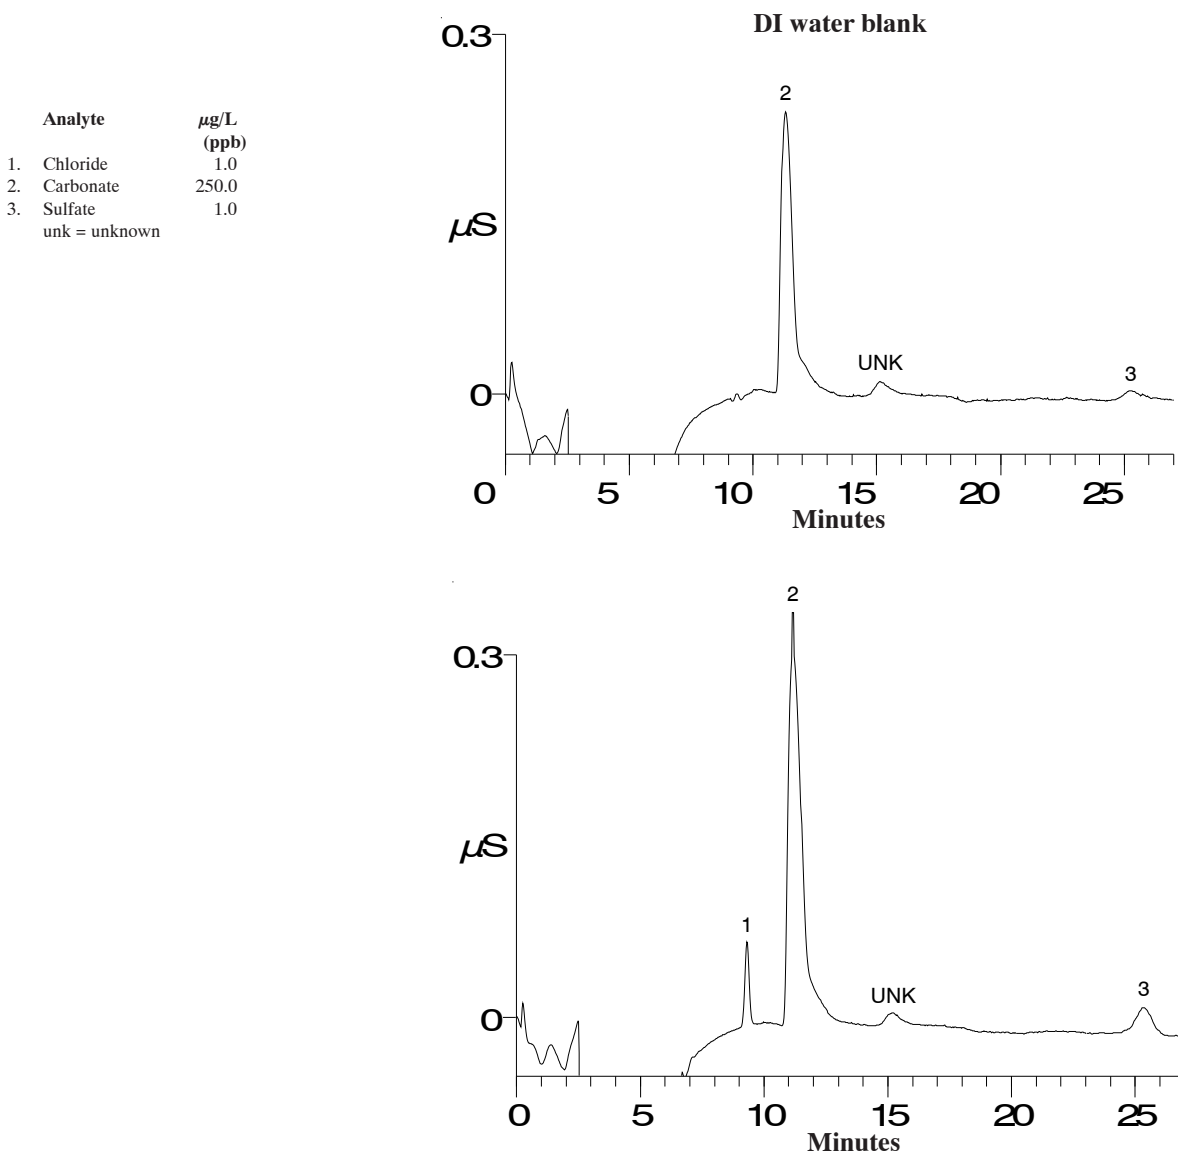 DI water blank
Analyte μg/L
(ppb)
1. Chloride 1.0
2. Carbonate 250.0
3. Sulfate 1.0
unk = unknown
0.3
2
μS
UNK
3
0
0 5 10 15 20 25
Minutes
2
0.3
μS
1
UNK
3
0
0 5 10 15 20 25
Minutes